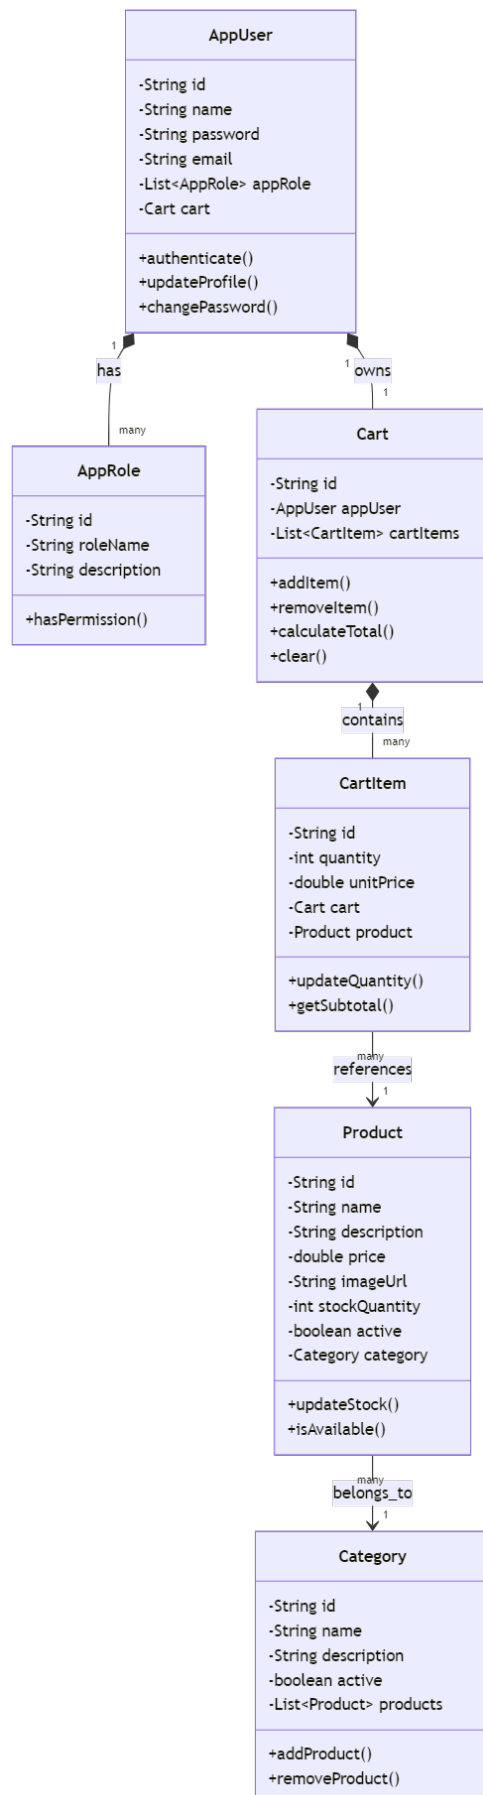 AppUser
-String id
-String name
-String password
-String email
-List<AppRole> appRole
-Cart cart
+authenticate()
+updateProfile()
+changePassword()
1
has
many
1
owns
1
AppRole
-String id
-String roleName
-String description
+hasPermission()
Cart
-String id
-AppUser appUser
-List<CartItem> cartItems
+addItem()
+removeItem()
+calculateTotal()
+clear()
1
contains
many
CartItem
-String id
-int quantity
-double unitPrice
-Cart cart
-Product product
+updateQuantity()
+getSubtotal()
many
references
1
Product
-String id
-String name
-String description
-double price
-String imageUrl
-int stockQuantity
-boolean active
-Category category
+updateStock()
+isAvailable()
many
belongs_to
1
Category
-String id
-String name
-String description
-boolean active
-List<Product> products
+addProduct()
+removeProduct()